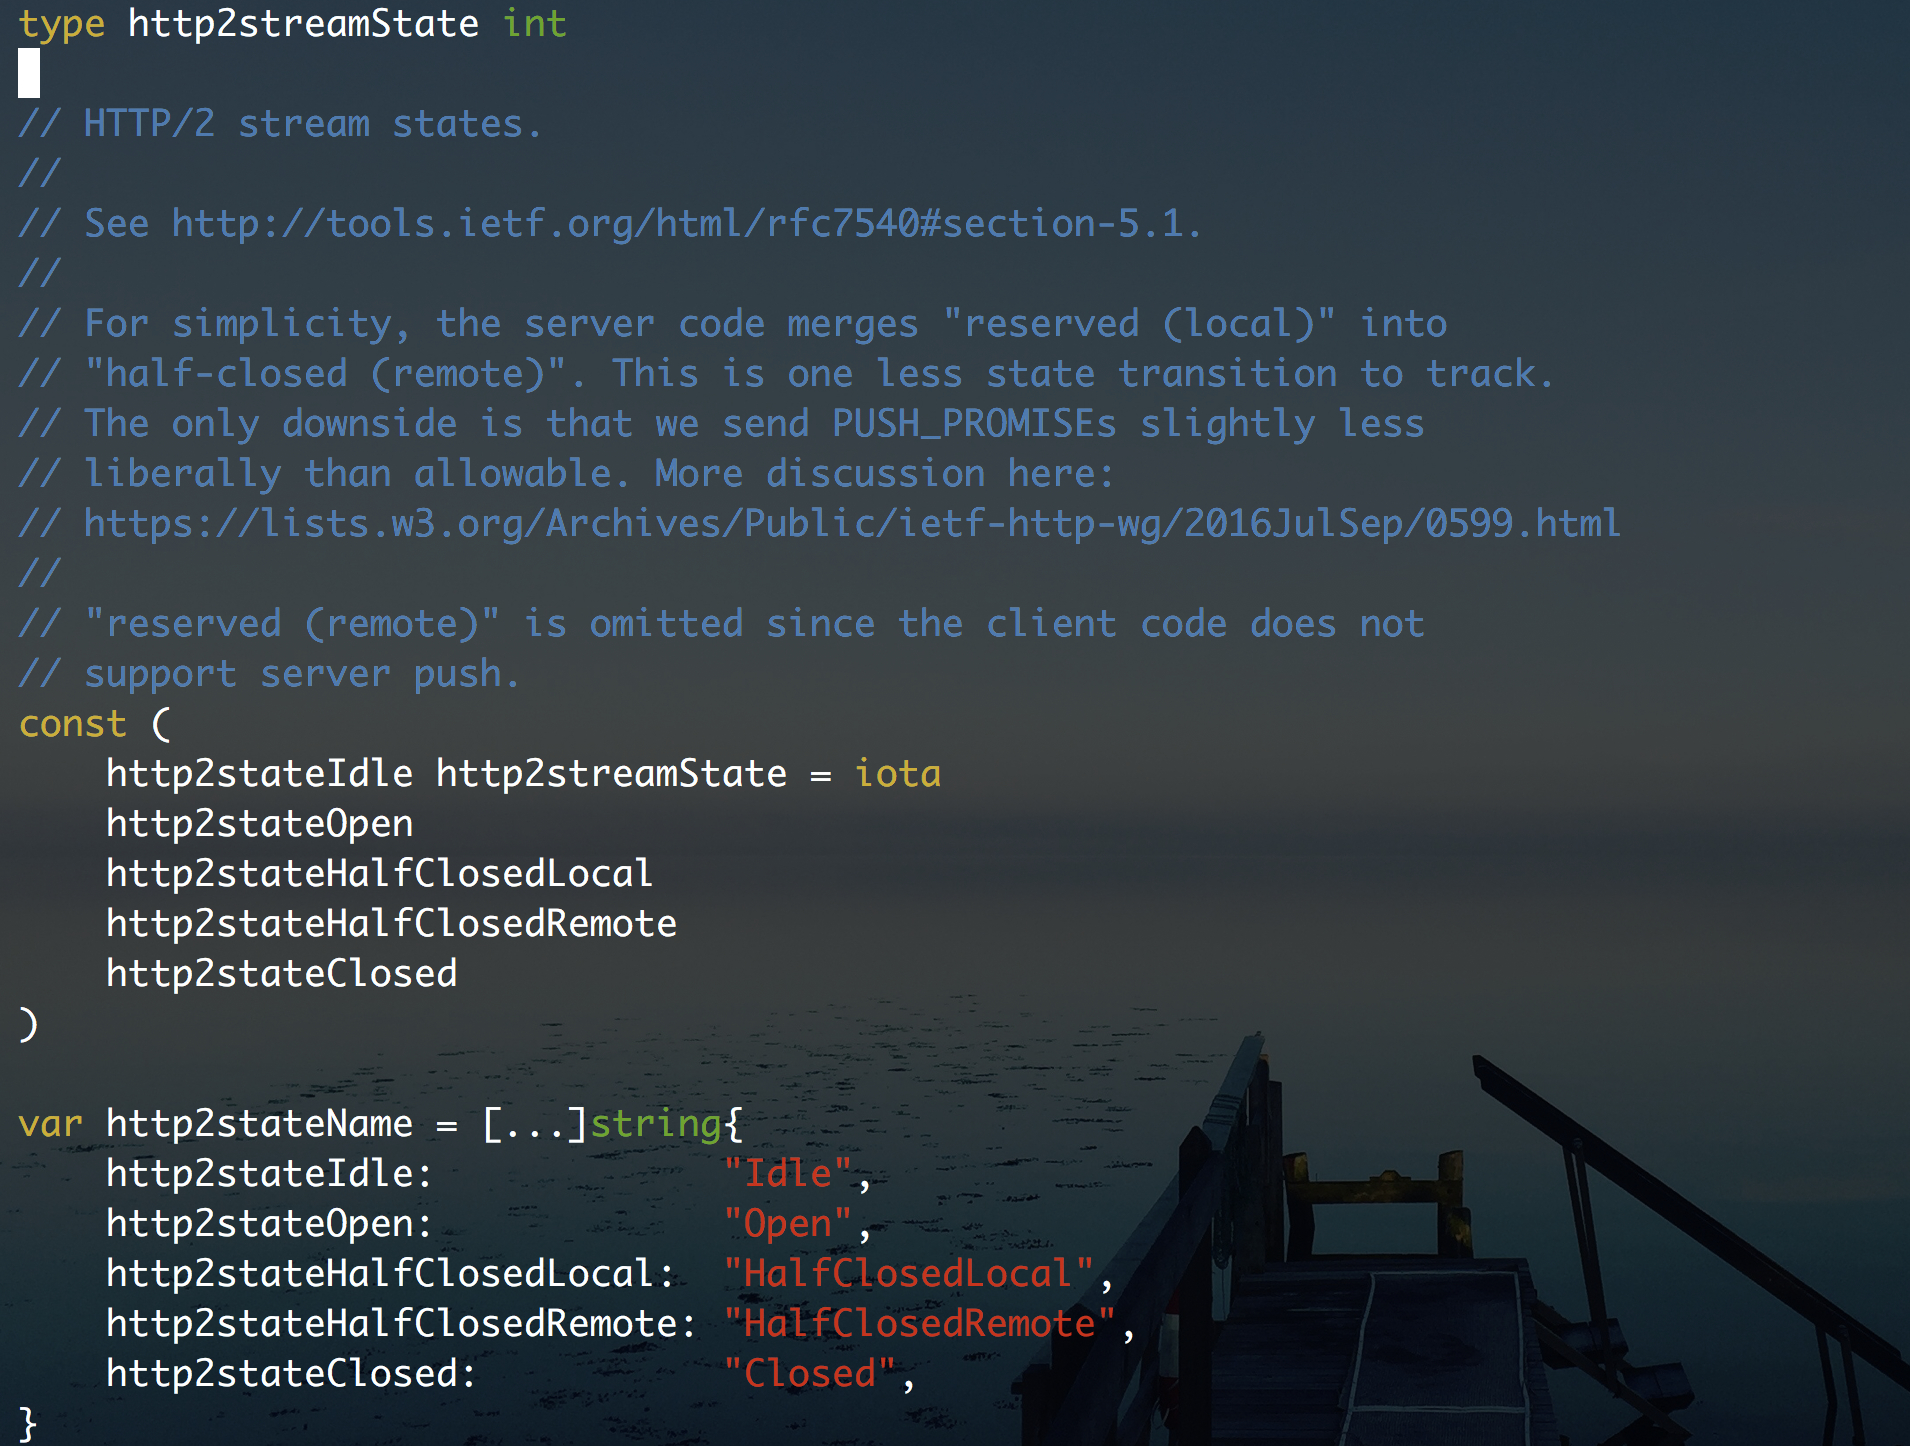 type http2streamState int

// HTTP/2 stream states.
//
// See http://tools.ietf.org/html/rfc7540#section-5.1.
//
// For simplicity, the server code merges "reserved (local)" into
// "half-closed (remote)". This is one less state transition to track.
// The only downside is that we send PUSH_PROMISEs slightly less
// liberally than allowable. More discussion here:
// https://lists.w3.org/Archives/Public/ietf-http-wg/2016JulSep/0599.html
//
// "reserved (remote)" is omitted since the client code does not
// support server push.
const (
    http2stateIdle http2streamState = iota
    http2stateOpen
    http2stateHalfClosedLocal
    http2stateHalfClosedRemote
    http2stateClosed
)

var http2stateName = [...]string{
    http2stateIdle:             "Idle",
    http2stateOpen:             "Open",
    http2stateHalfClosedLocal:  "HalfClosedLocal",
    http2stateHalfClosedRemote: "HalfClosedRemote",
    http2stateClosed:           "Closed",
}